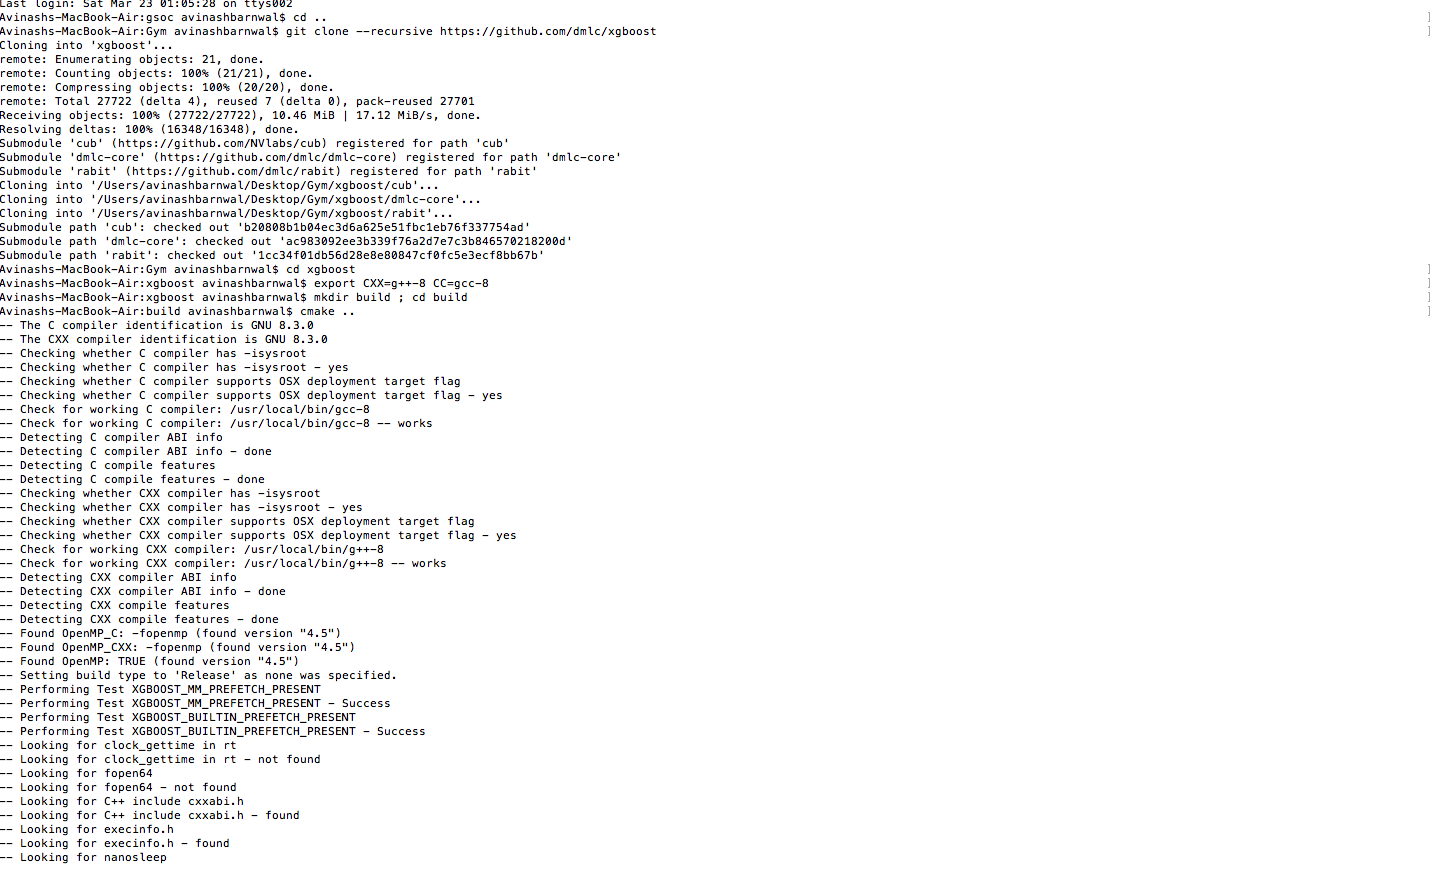 Last login: Sat Mar 23 01:05:28 on ttys002
Avinashs-MacBook-Air:gsoc avinashbarnwal$ cd ..
Avinashs-MacBook-Air:Gym avinashbarnwal$ git clone --recursive https://github.com/dmlc/xgboost
Cloning into 'xgboost'...
remote: Enumerating objects: 21, done.
remote: Counting objects: 100% (21/21), done.
remote: Compressing objects: 100% (20/20), done.
remote: Total 27722 (delta 4), reused 7 (delta 0), pack-reused 27701
Receiving objects: 100% (27722/27722), 10.46 MiB | 17.12 MiB/s, done.
Resolving deltas: 100% (16348/16348), done.
Submodule 'cub' (https://github.com/NVlabs/cub) registered for path 'cub'
Submodule 'dmlc-core' (https://github.com/dmlc/dmlc-core) registered for path 'dmlc-core'
Submodule 'rabit' (https://github.com/dmlc/rabit) registered for path 'rabit'
Cloning into '/Users/avinashbarnwal/Desktop/Gym/xgboost/cub'...
Cloning into '/Users/avinashbarnwal/Desktop/Gym/xgboost/dmlc-core'...
Cloning into '/Users/avinashbarnwal/Desktop/Gym/xgboost/rabit'...
Submodule path 'cub': checked out 'b20808b1b04ec3d6a625e51fbc1eb76f337754ad'
Submodule path 'dmlc-core': checked out 'ac983092ee3b339f76a2d7e7c3b846570218200d'
Submodule path 'rabit': checked out '1cc34f01db56d28e8e80847cf0fc5e3ecf8bb67b'
Avinashs-MacBook-Air:Gym avinashbarnwal$ cd xgboost
Avinashs-MacBook-Air:xgboost avinashbarnwal$ export CXX=g++-8 CC=gcc-8
Avinashs-MacBook-Air:xgboost avinashbarnwal$ mkdir build ; cd build
Avinashs-MacBook-Air:build avinashbarnwal$ cmake ..
-- The C compiler identification is GNU 8.3.0
-- The CXX compiler identification is GNU 8.3.0
-- Checking whether C compiler has -isysroot
-- Checking whether C compiler has -isysroot - yes
-- Checking whether C compiler supports OSX deployment target flag
-- Checking whether C compiler supports OSX deployment target flag - yes
-- Check for working C compiler: /usr/local/bin/gcc-8
-- Check for working C compiler: /usr/local/bin/gcc-8 -- works
-- Detecting C compiler ABI info
-- Detecting C compiler ABI info - done
-- Detecting C compile features
-- Detecting C compile features - done
-- Checking whether CXX compiler has -isysroot
-- Checking whether CXX compiler has -isysroot - yes
-- Checking whether CXX compiler supports OSX deployment target flag
-- Checking whether CXX compiler supports OSX deployment target flag - yes
-- Check for working CXX compiler: /usr/local/bin/g++-8
-- Check for working CXX compiler: /usr/local/bin/g++-8 -- works
-- Detecting CXX compiler ABI info
-- Detecting CXX compiler ABI info - done
-- Detecting CXX compile features
-- Detecting CXX compile features - done
-- Found OpenMP_C: -fopenmp (found version "4.5")
-- Found OpenMP_CXX: -fopenmp (found version "4.5")
-- Found OpenMP: TRUE (found version "4.5")
-- Setting build type to 'Release' as none was specified.
-- Performing Test XGBOOST_MM_PREFETCH_PRESENT
-- Performing Test XGBOOST_MM_PREFETCH_PRESENT - Success
-- Performing Test XGBOOST_BUILTIN_PREFETCH_PRESENT
-- Performing Test XGBOOST_BUILTIN_PREFETCH_PRESENT - Success
-- Looking for clock_gettime in rt
-- Looking for clock_gettime in rt - not found
-- Looking for fopen64
-- Looking for fopen64 - not found
-- Looking for C++ include cxxabi.h
-- Looking for C++ include cxxabi.h - found
-- Looking for execinfo.h
-- Looking for execinfo.h - found
-- Looking for nanosleep